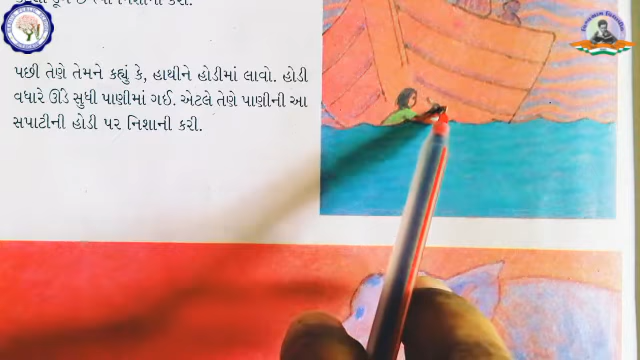 પછી તેણે તેમને કહ્યું કે, હાથીને હોડીમાં લાવો. હોડી
વધારે ઊંડે સુધી પાણીમાં ગઈ. એટલે તેણે પાણીની આ
સપાટીની હોડી પર નિશાની કરી.